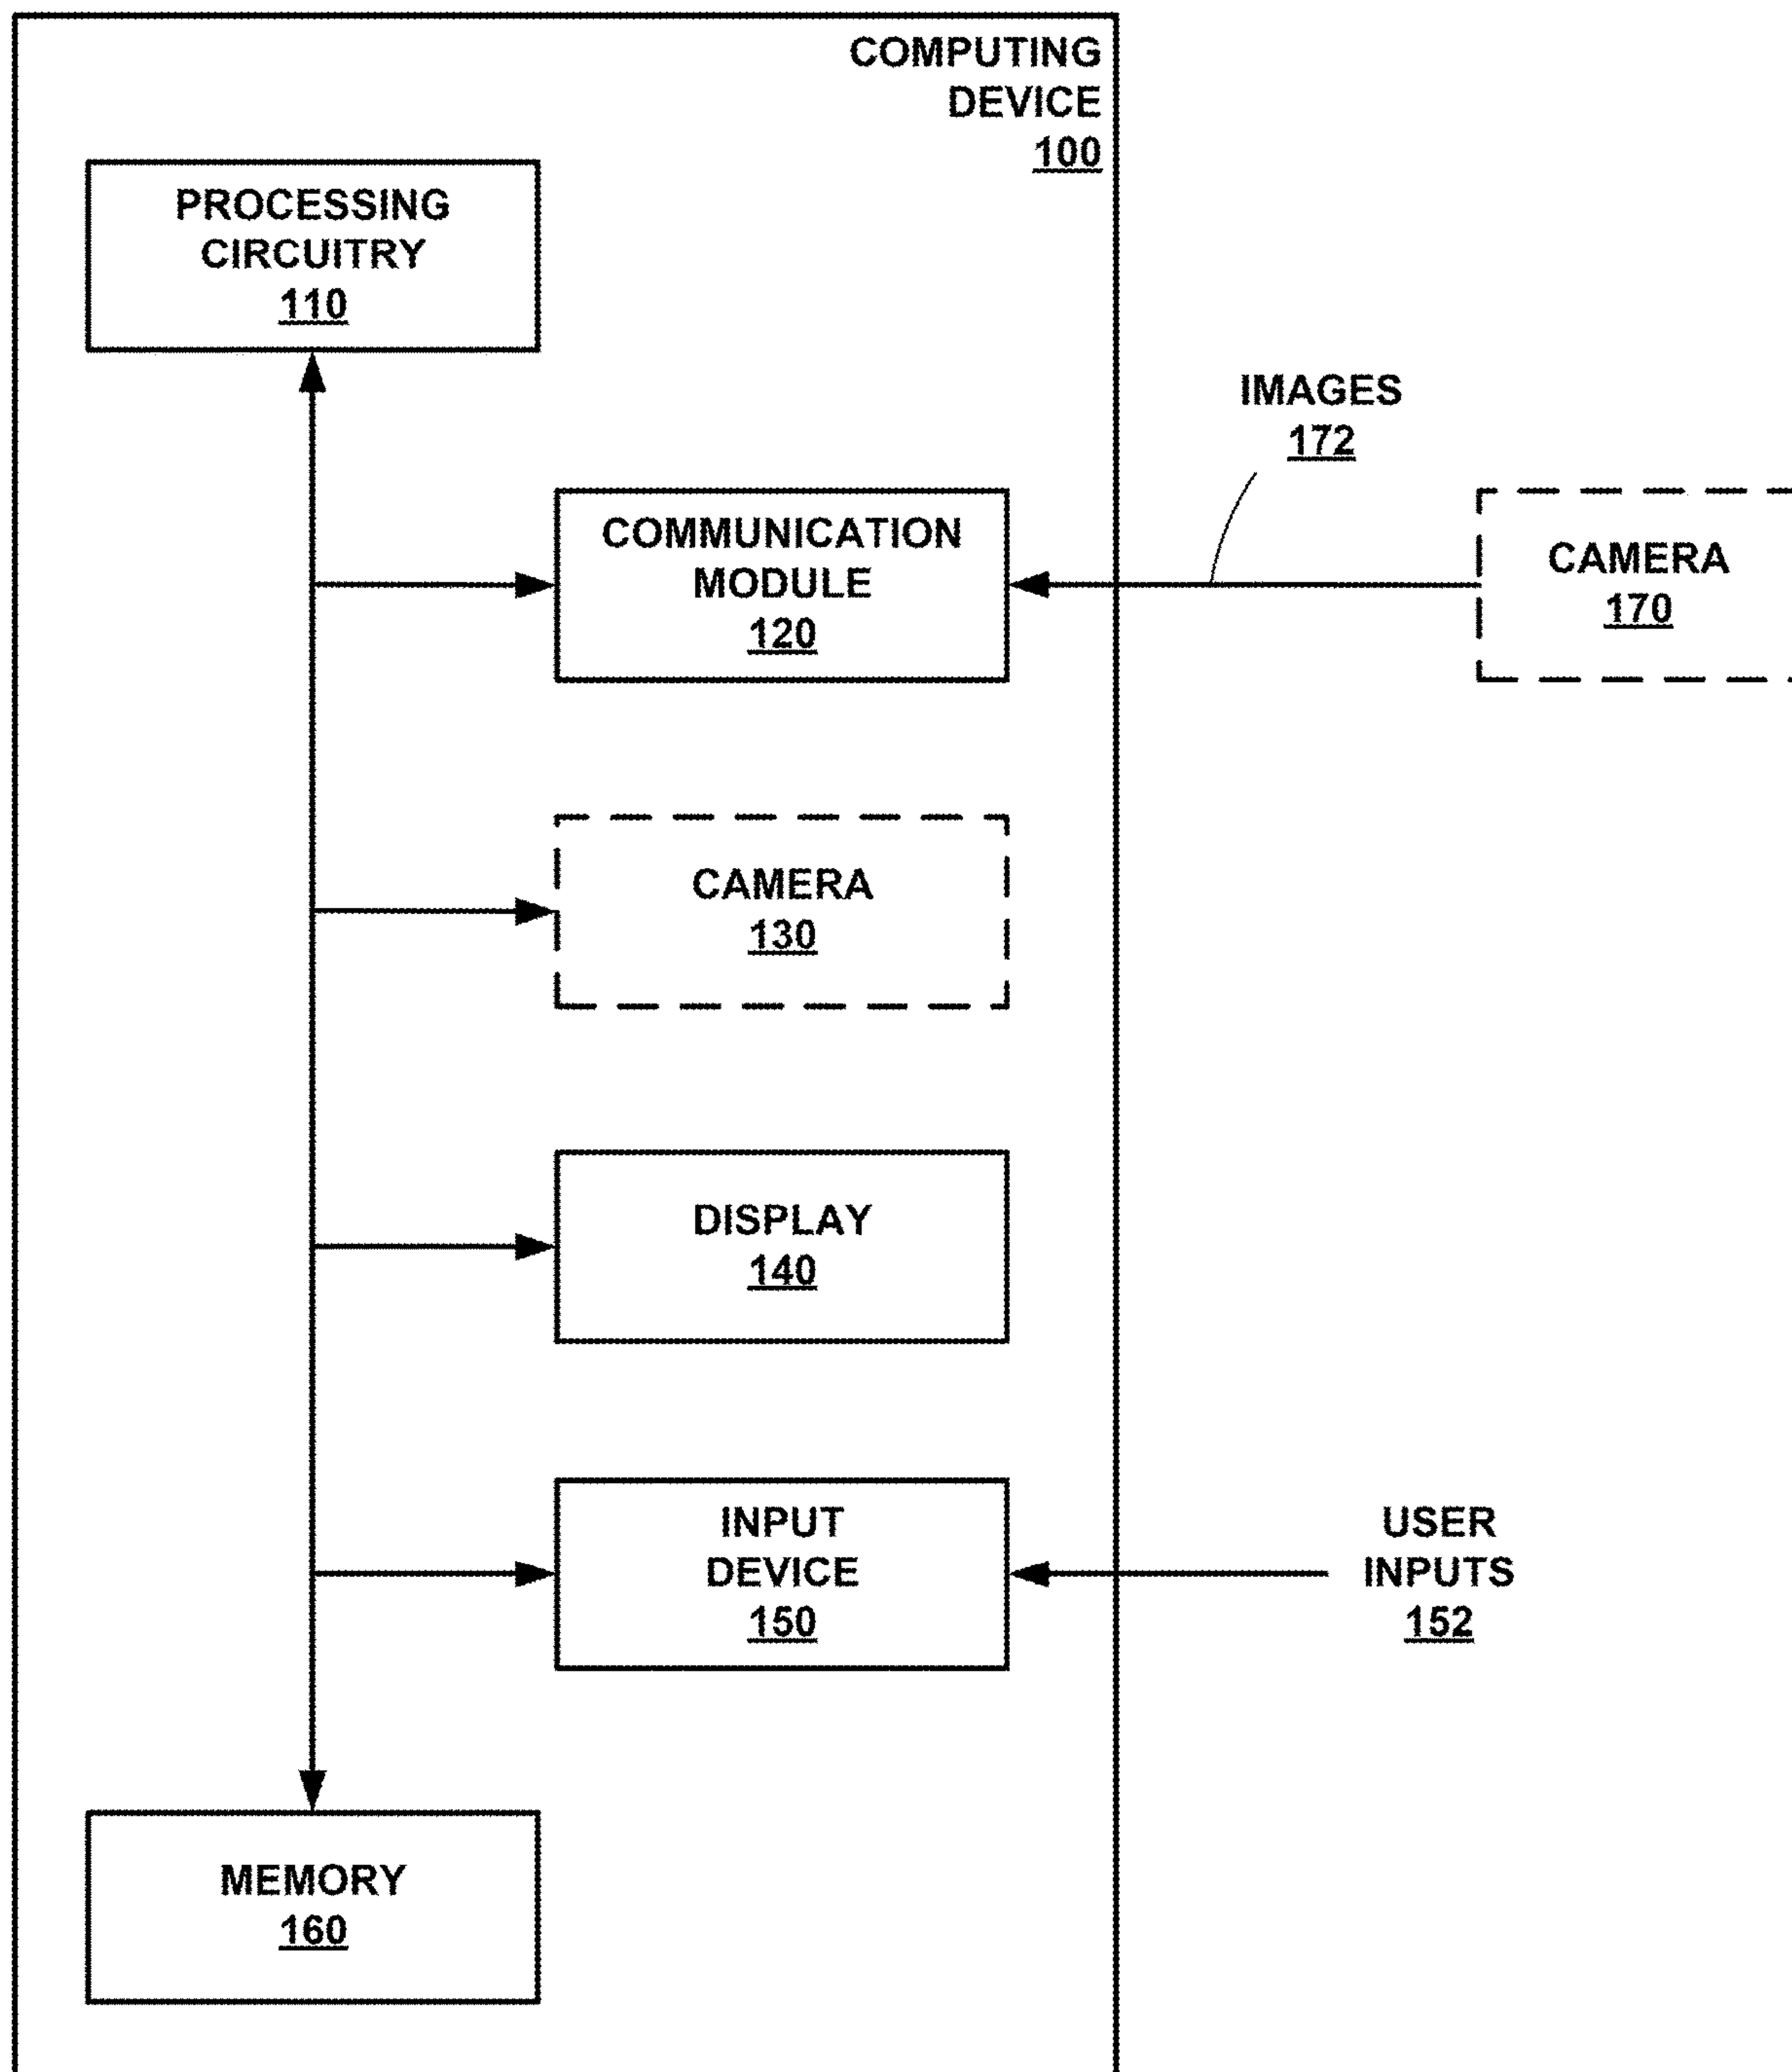 COMPUTING
DEVICE
100
PROCESSING
CIRCUITRY
110
IMAGES
172
COMMUNICATION
MODULE
120
CAMERA
170
CAMERA
130
DISPLAY
140
INPUT
DEVICE
150
USER
INPUTS
152
MEMORY
160